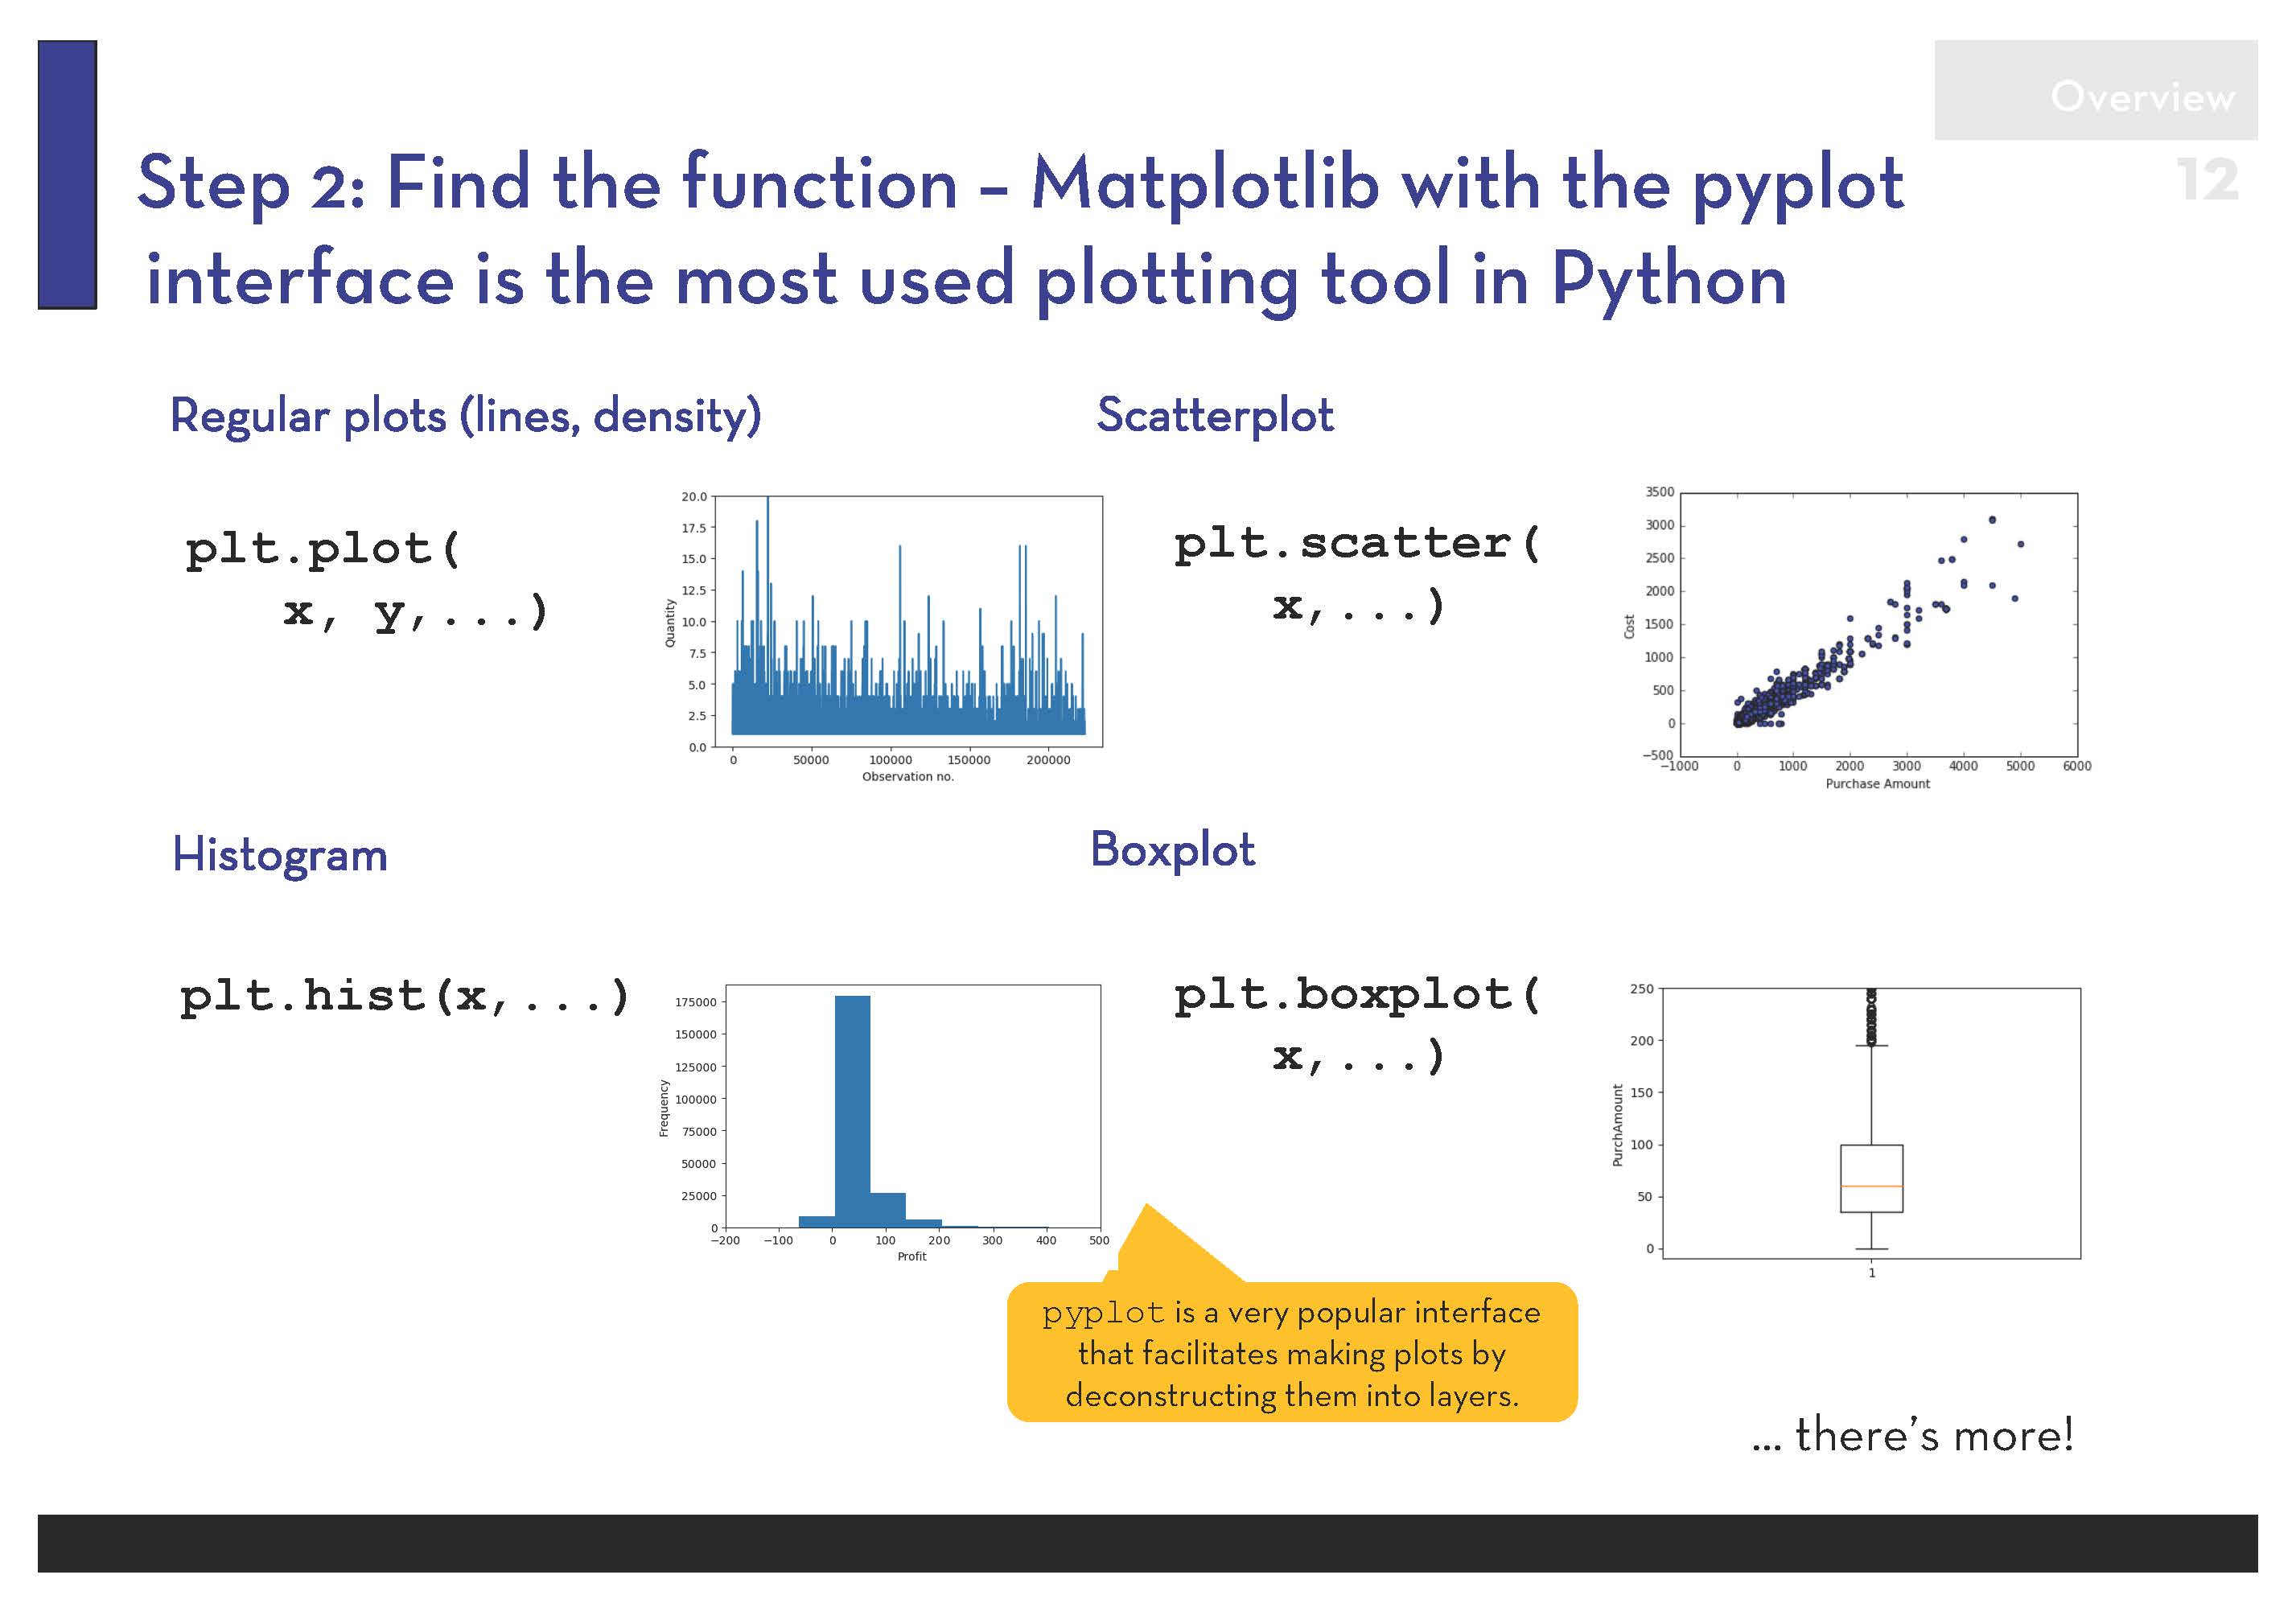 Overview
12
Step 2: Find the function – Matplotlib with the pyplot
interface is the most used plotting tool in Python
Regular plots (lines, density)
plt.plot(
x, y,...)
20.0
17.5
15.0
12.5
10.0
7.5
5.0
2.5
0.0
Quantity
0 50000 100000 150000 200000
Observation no.
Scatterplot
plt.scatter(
x,...)
3500
3000
2500
2000
1500
1000
500
0
−500
Cost
−1000 0 1000 2000 3000 4000 5000 6000
Purchase Amount
Histogram
plt.hist(x,...)
175000
150000
125000
100000
75000
50000
25000
0
Frequency
−200 −100 0 100 200 300 400 500
Profit
Boxplot
plt.boxplot(
x,...)
250
200
150
100
50
0
PurchAmount
1
pyplot is a very popular interface
that facilitates making plots by
deconstructing them into layers.
... there's more!